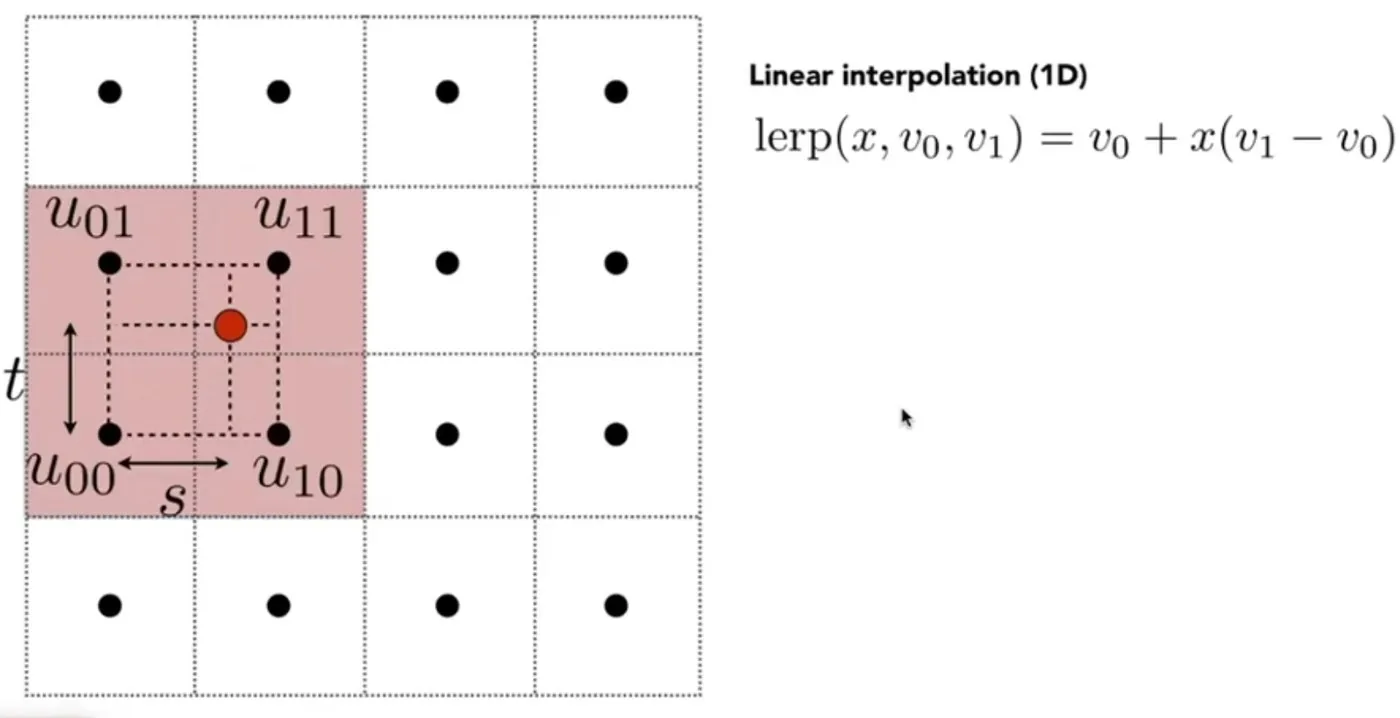 Linear interpolation (1D)
lerp(x, v₀, v₁) = v₀ + x(v₁ − v₀)
u₀₁
u₁₁
t
u₀₀
u₁₀
s